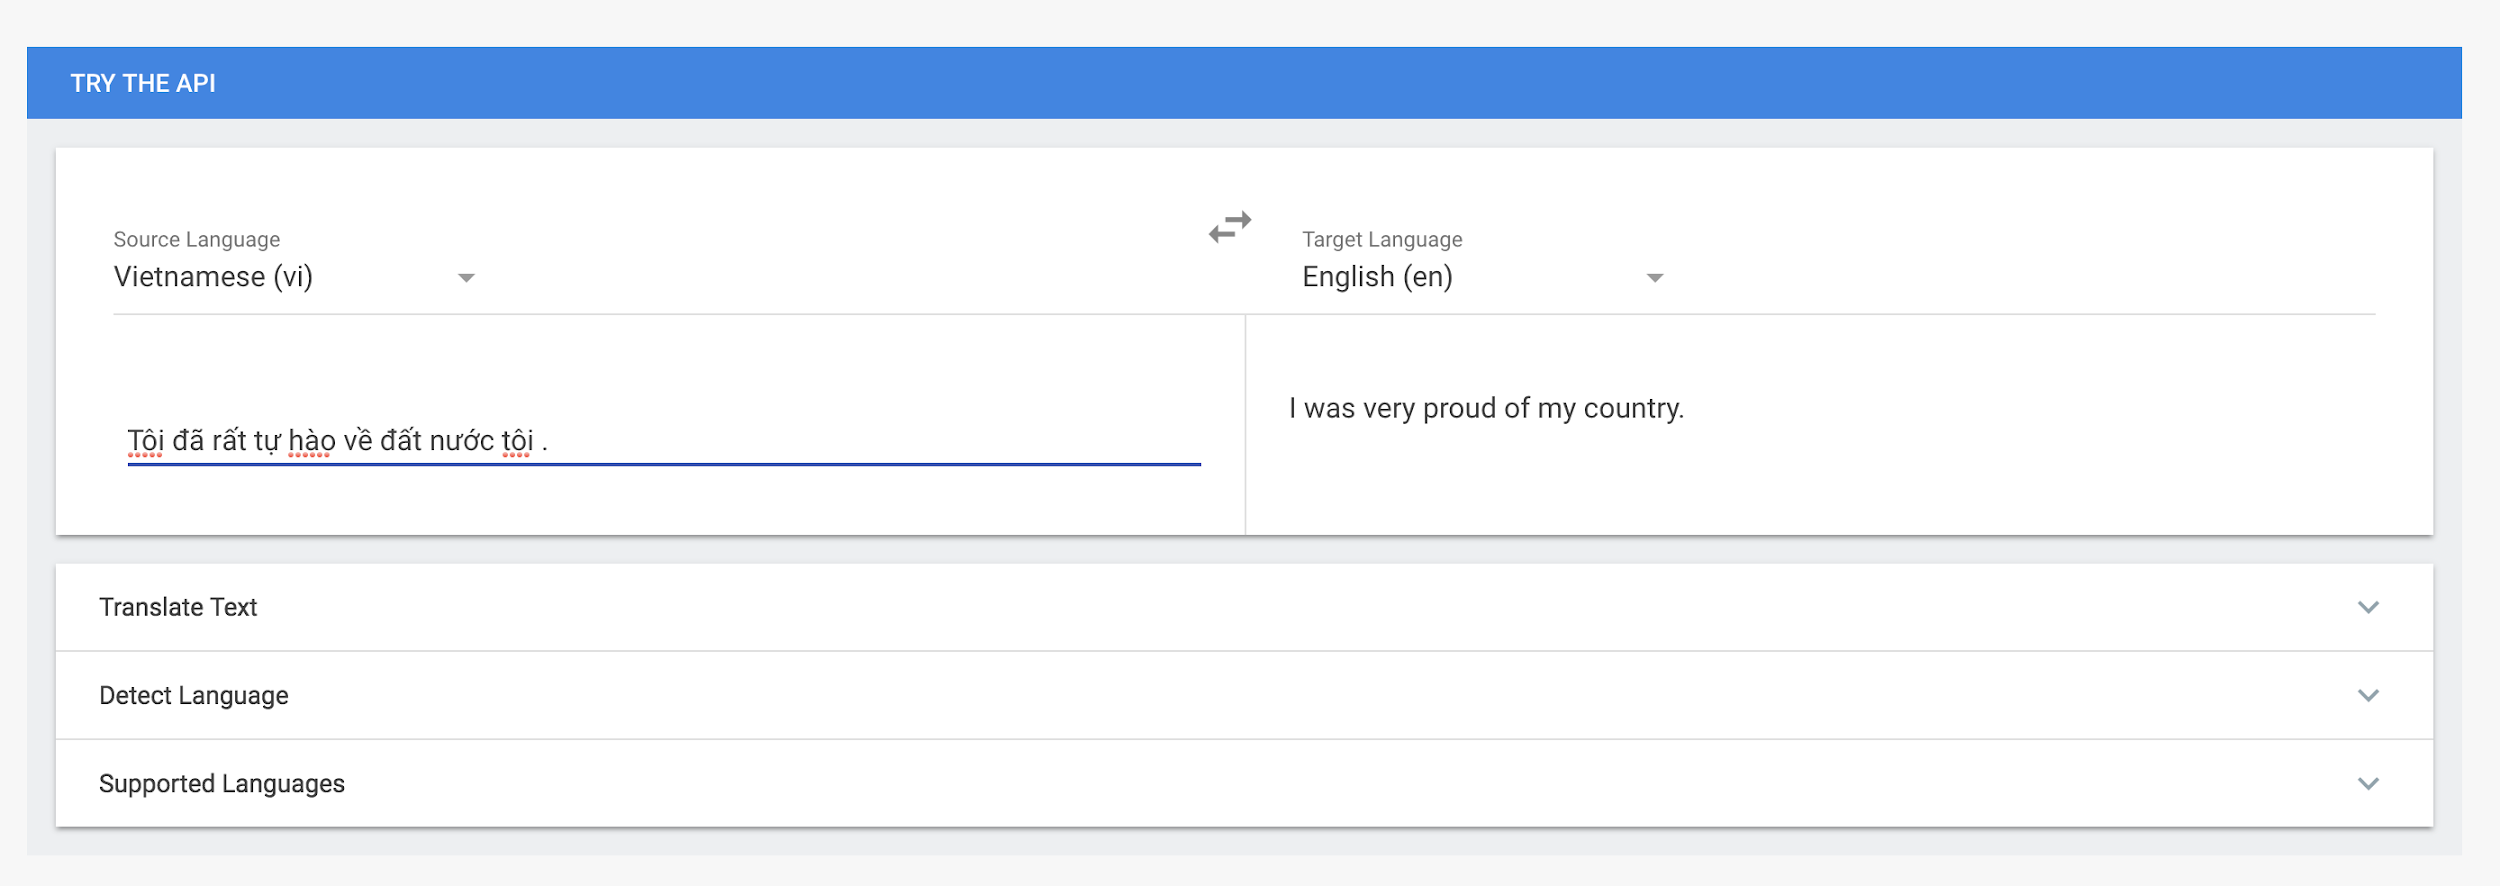 TRY THE API
Source Language
Vietnamese (vi)
Target Language
English (en)
Tôi đã rất tự hào về đất nước tôi .
I was very proud of my country.
Translate Text
Detect Language
Supported Languages